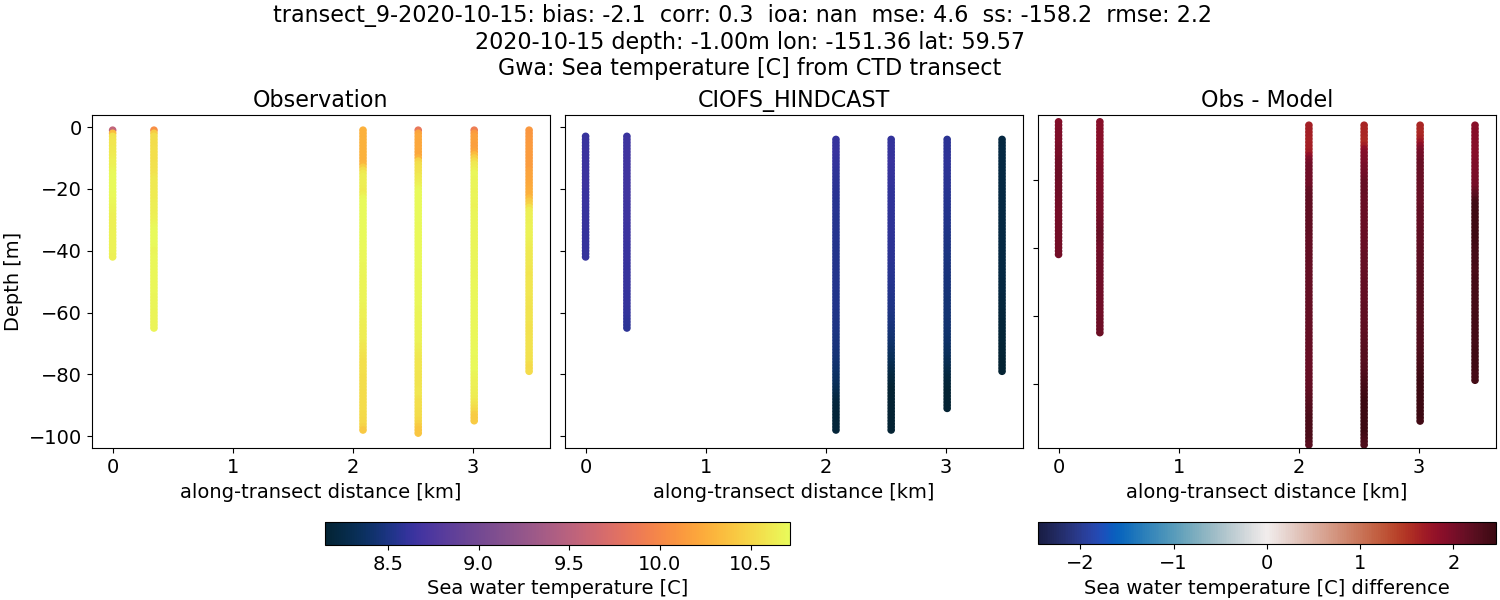 transect_9-2020-10-15: bias: -2.1  corr: 0.3  ioa: nan  mse: 4.6  ss: -158.2  rmse: 2.2
2020-10-15 depth: -1.00m lon: -151.36 lat: 59.57
Gwa: Sea temperature [C] from CTD transect
Observation
CIOFS_HINDCAST
Obs - Model
Depth [m]
0
−20
−40
−60
−80
−100
0 1 2 3
0 1 2 3
0 1 2 3
along-transect distance [km]
along-transect distance [km]
along-transect distance [km]
8.5 9.0 9.5 10.0 10.5
Sea water temperature [C]
−2 −1 0 1 2
Sea water temperature [C] difference